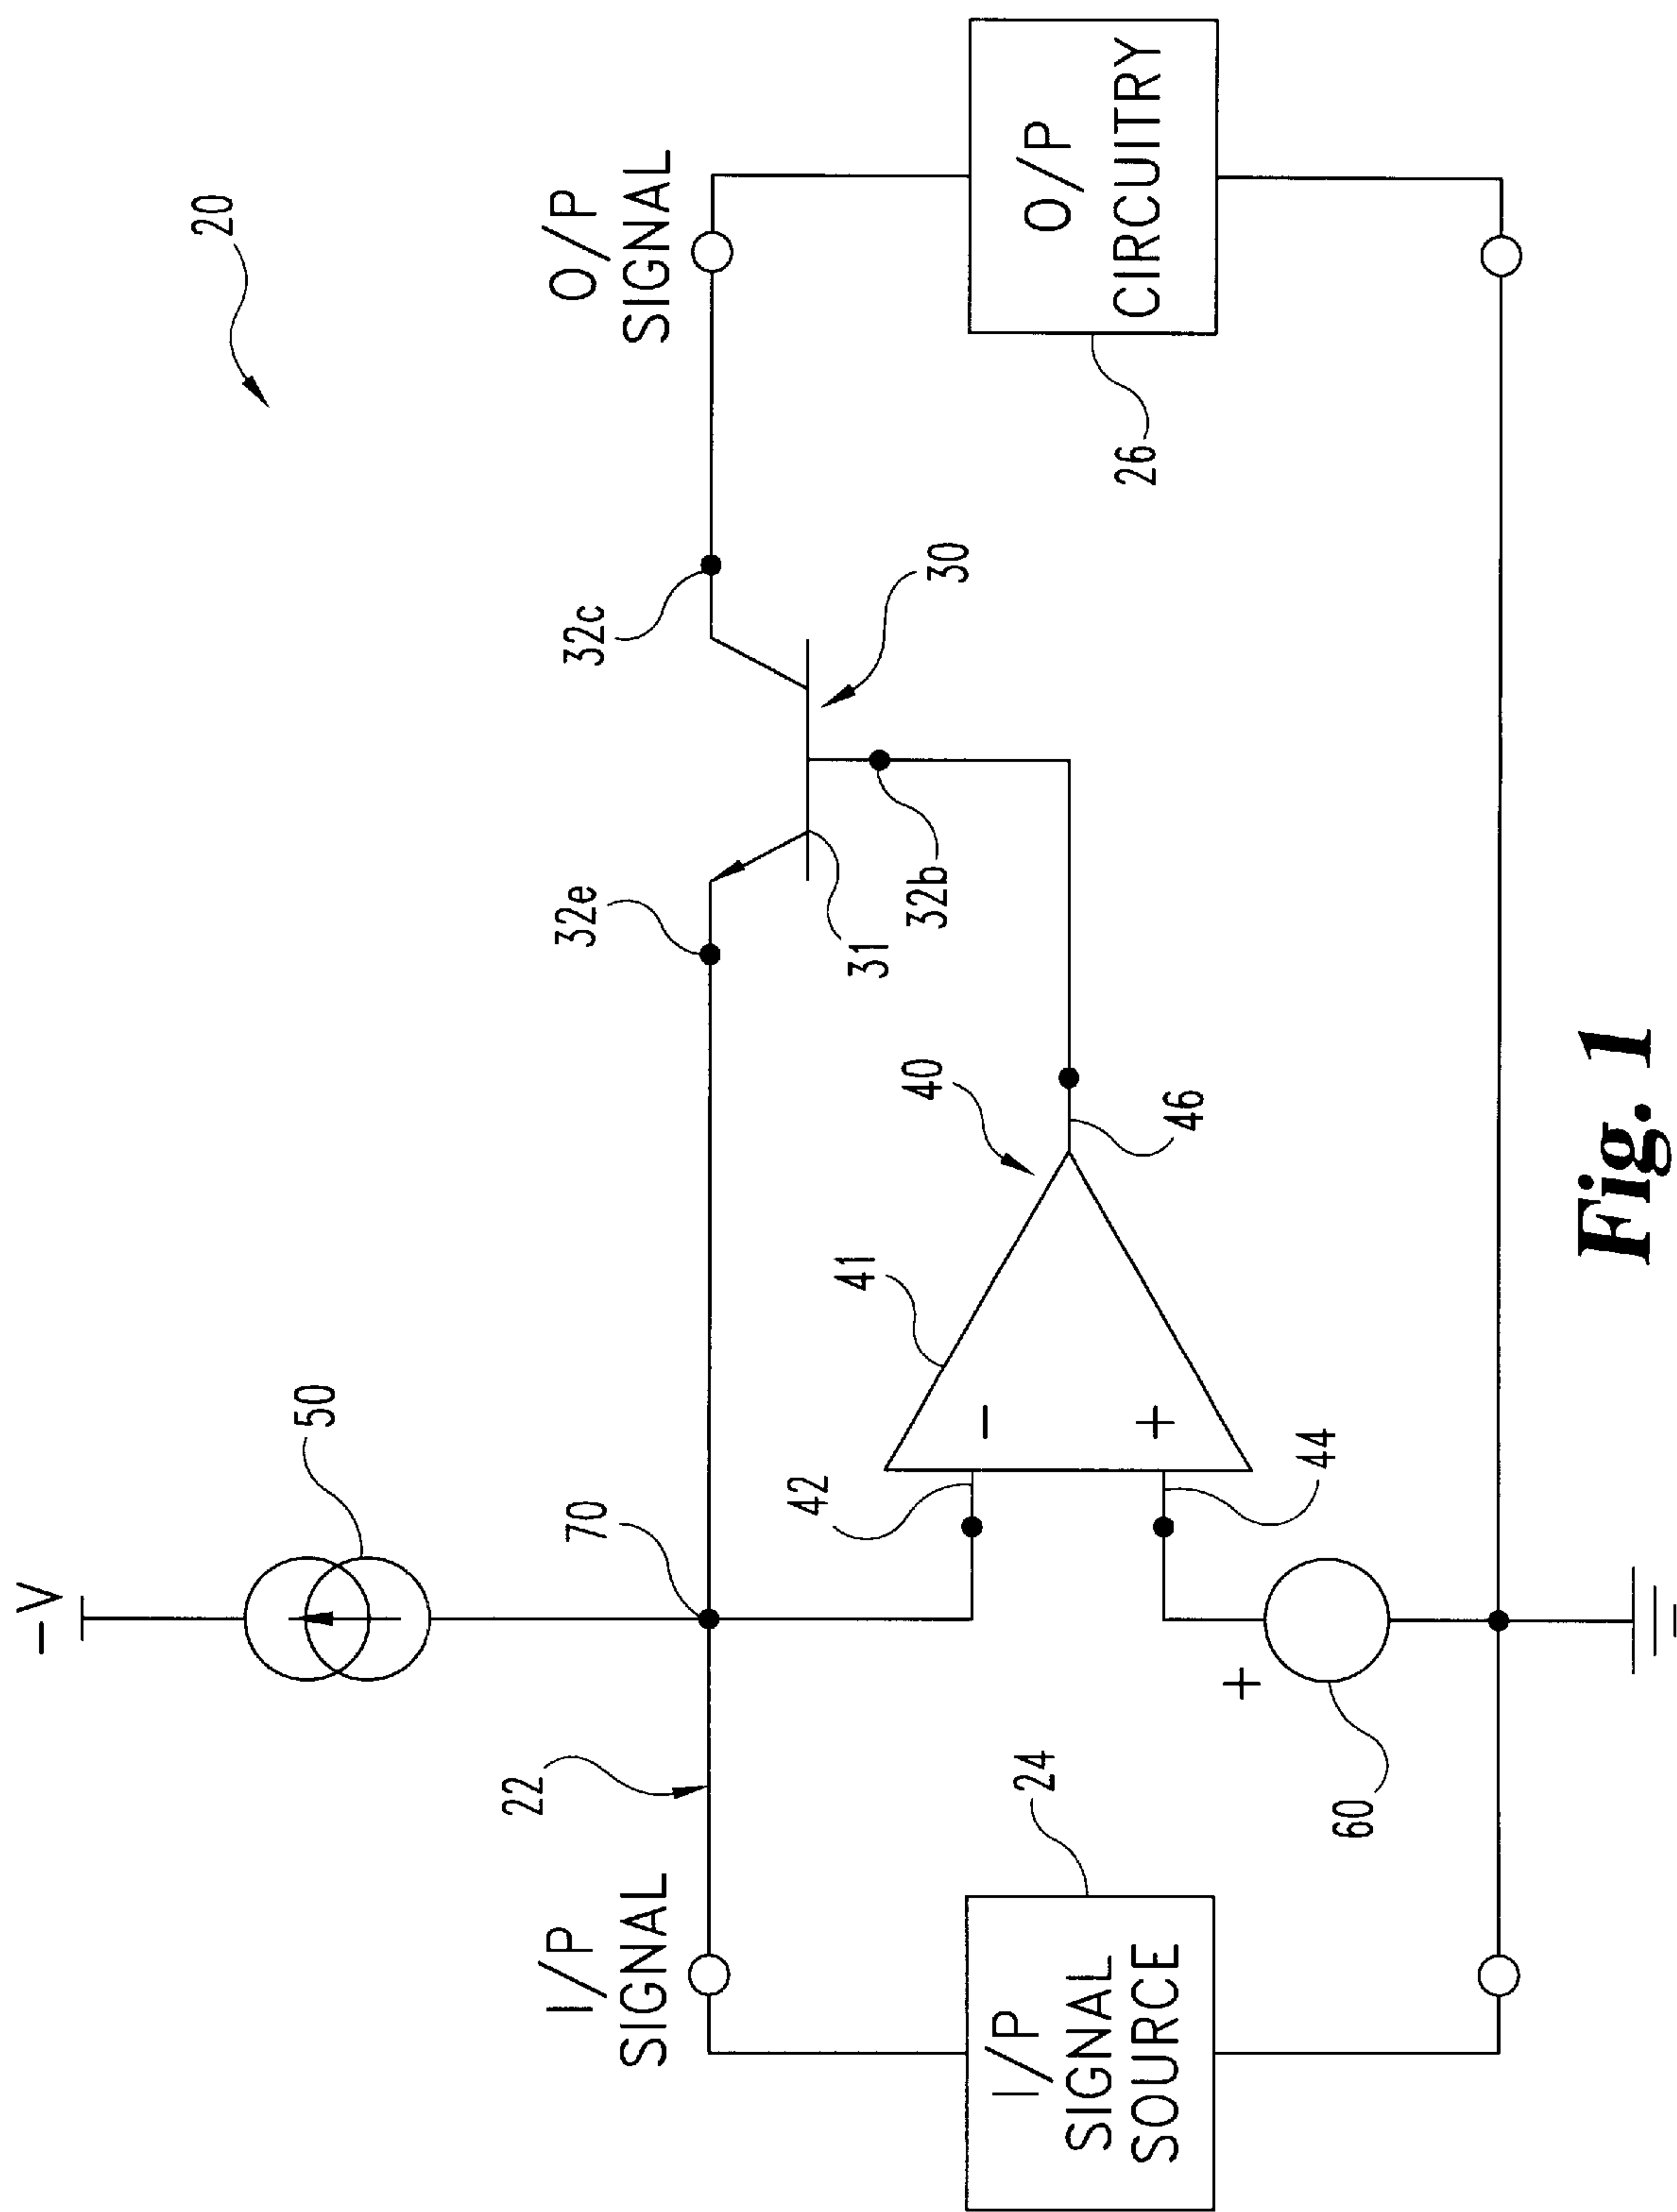 20
-V
50
I/P
SIGNAL
22
70
32e
32c
O/P
SIGNAL
31
30
32b
40
41
42
-
46
+
44
I/P
SIGNAL
SOURCE
24
+
60
26
O/P
CIRCUITRY
Fig. 1